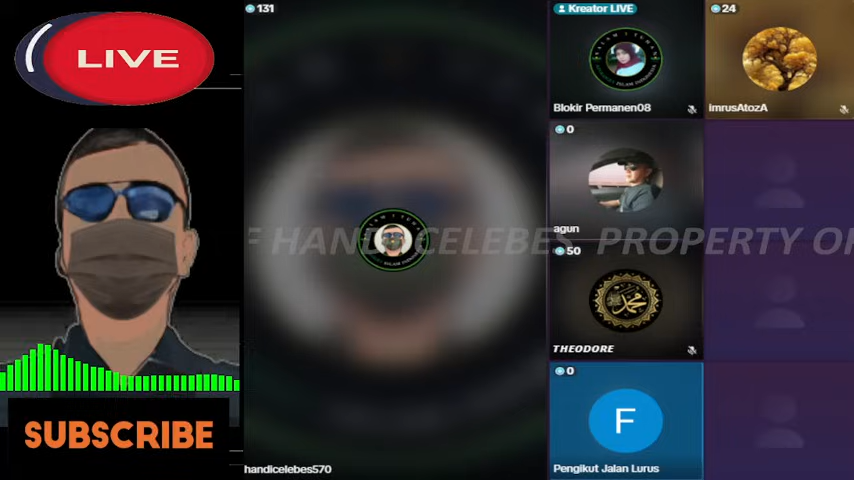 LIVE
SUBSCRIBE
131
F HANDICELEBES PROPERTY OF
handicelebes570
Kreator LIVE
Blokir Permanen08
24
imrusAtozA
0
agun
50
THEODORE
0
F
Pengikut Jalan Lurus